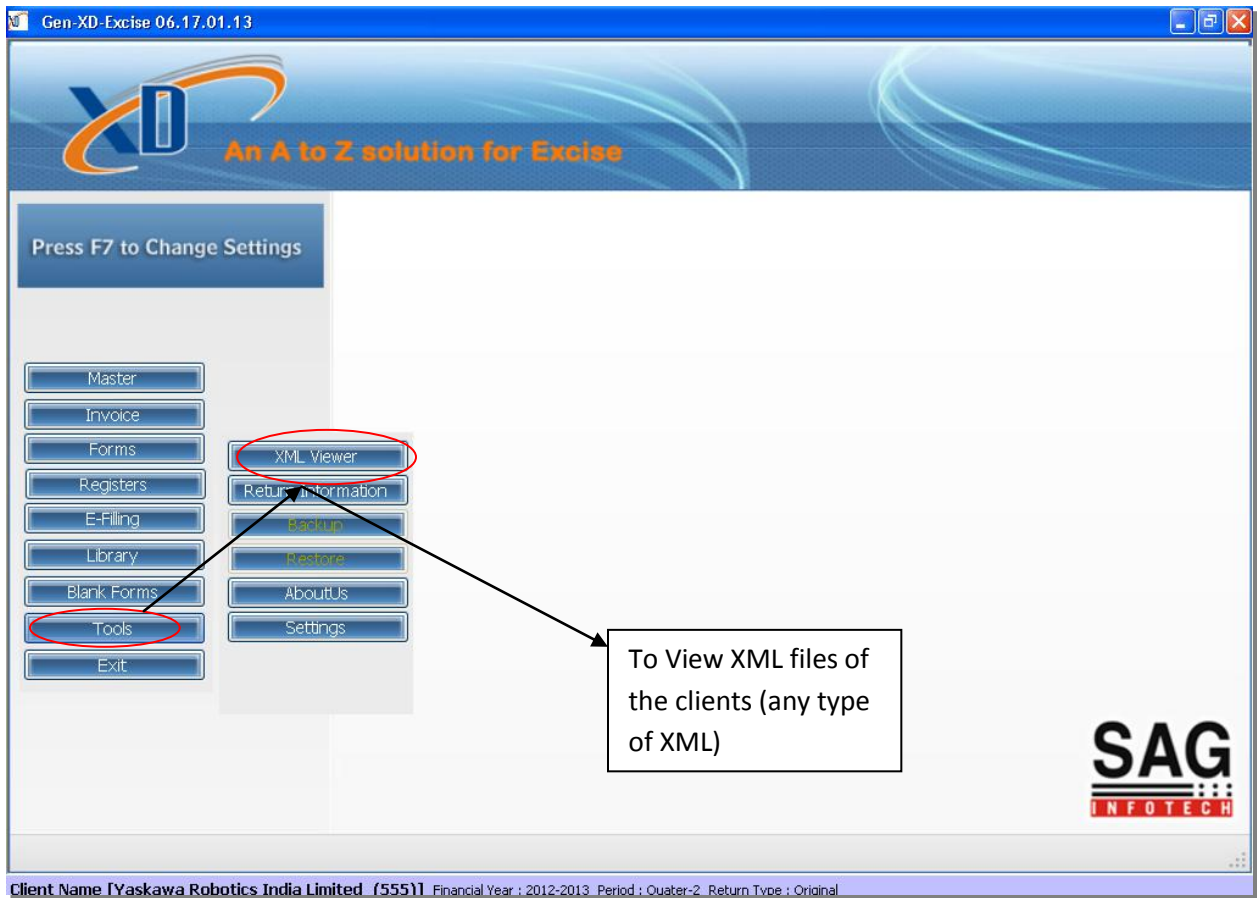 Gen-XD-Excise 06.17.01.13
XD
An A to Z solution for Excise
Press F7 to Change Settings
Master
Invoice
Forms
Registers
E-Filling
Library
Blank Forms
Tools
Exit
XML Viewer
Return Information
Backup
Restore
AboutUs
Settings
To View XML files of
the clients (any type
of XML)
SAG
INFOTECH
Client Name [Yaskawa Robotics India Limited (555)] Financial Year : 2012-2013 Period : Quater-2 Return Type : Original